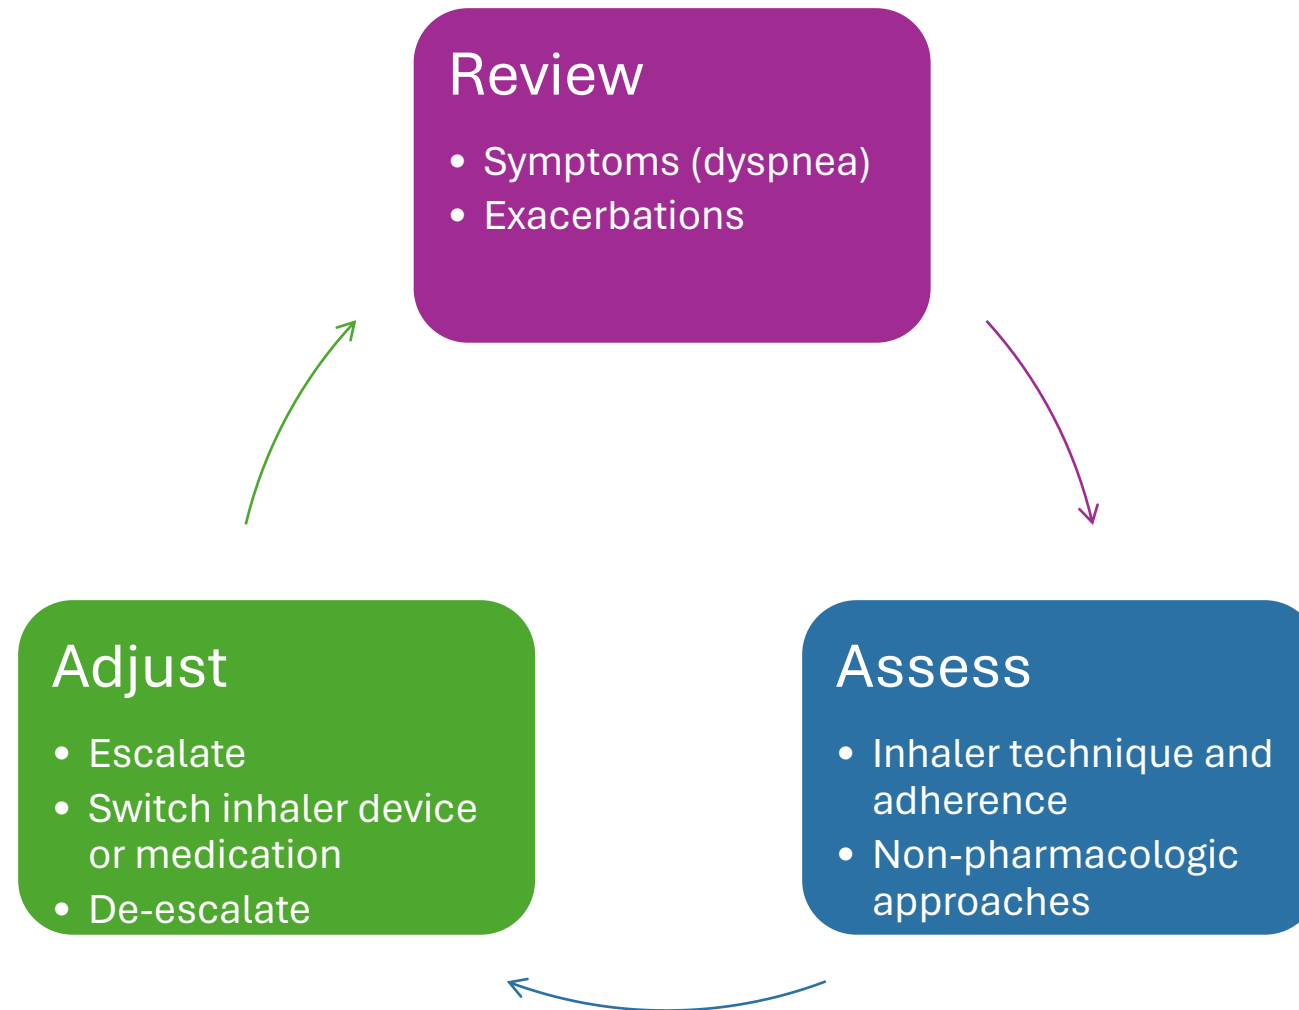 Review
• Symptoms (dyspnea)
• Exacerbations
Assess
• Inhaler technique and
adherence
• Non-pharmacologic
approaches
Adjust
• Escalate
• Switch inhaler device
or medication
• De-escalate